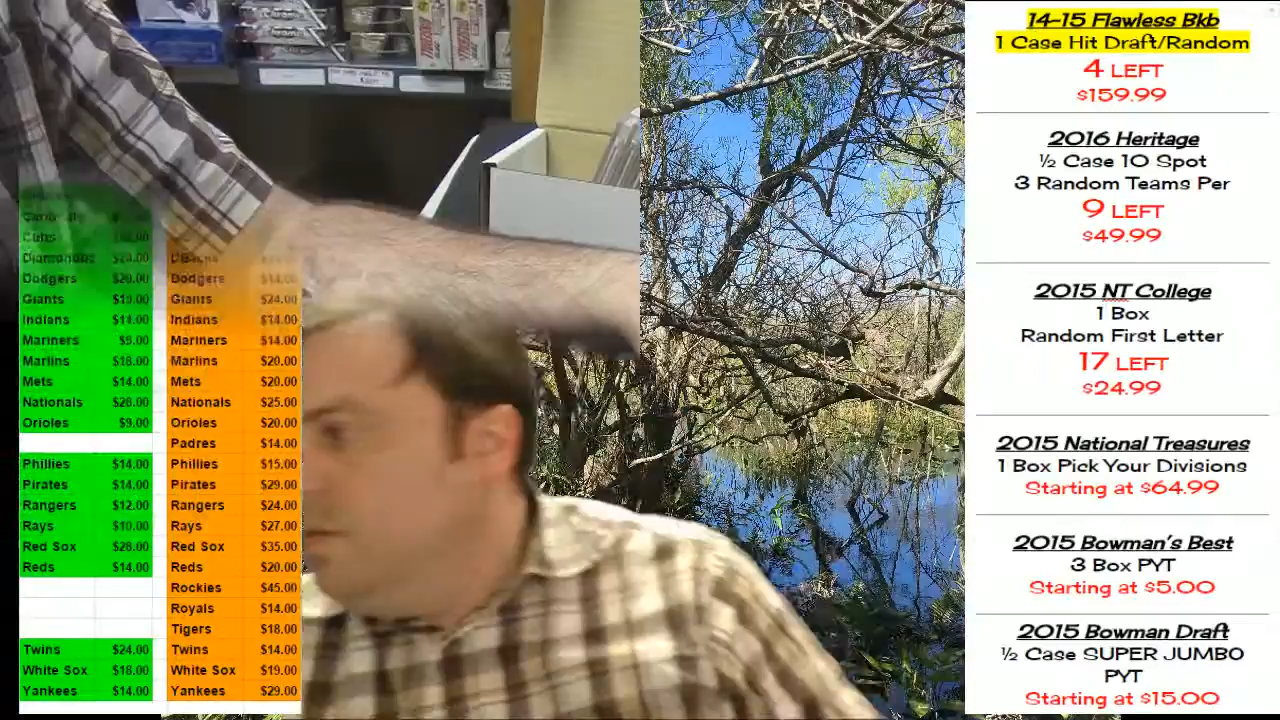 Cubs
Diamonds $24.00
Dodgers $20.00
Giants $19.00
Indians $14.00
Mariners $9.00
Marlins $18.00
Mets $14.00
Nationals $26.00
Orioles $9.00
Phillies $14.00
Pirates $14.00
Rangers $12.00
Rays $10.00
Red Sox $28.00
Reds $14.00
Twins $24.00
White Sox $18.00
Yankees $14.00
Dodgers $14.00
Giants $24.00
Indians $14.00
Mariners $14.00
Marlins $20.00
Mets $20.00
Nationals $25.00
Orioles $20.00
Padres $14.00
Phillies $15.00
Pirates $29.00
Rangers $24.00
Rays $27.00
Red Sox $35.00
Reds $20.00
Rockies $45.00
Royals $14.00
Tigers $18.00
Twins $14.00
White Sox $19.00
Yankees $29.00
14-15 Flawless Bkb
1 Case Hit Draft/Random
4 LEFT
$159.99
2016 Heritage
½ Case 10 Spot
3 Random Teams Per
9 LEFT
$49.99
2015 NT College
1 Box
Random First Letter
17 LEFT
$24.99
2015 National Treasures
1 Box Pick Your Divisions
Starting at $64.99
2015 Bowman's Best
3 Box PYT
Starting at $5.00
2015 Bowman Draft
½ Case SUPER JUMBO
PYT
Starting at $15.00